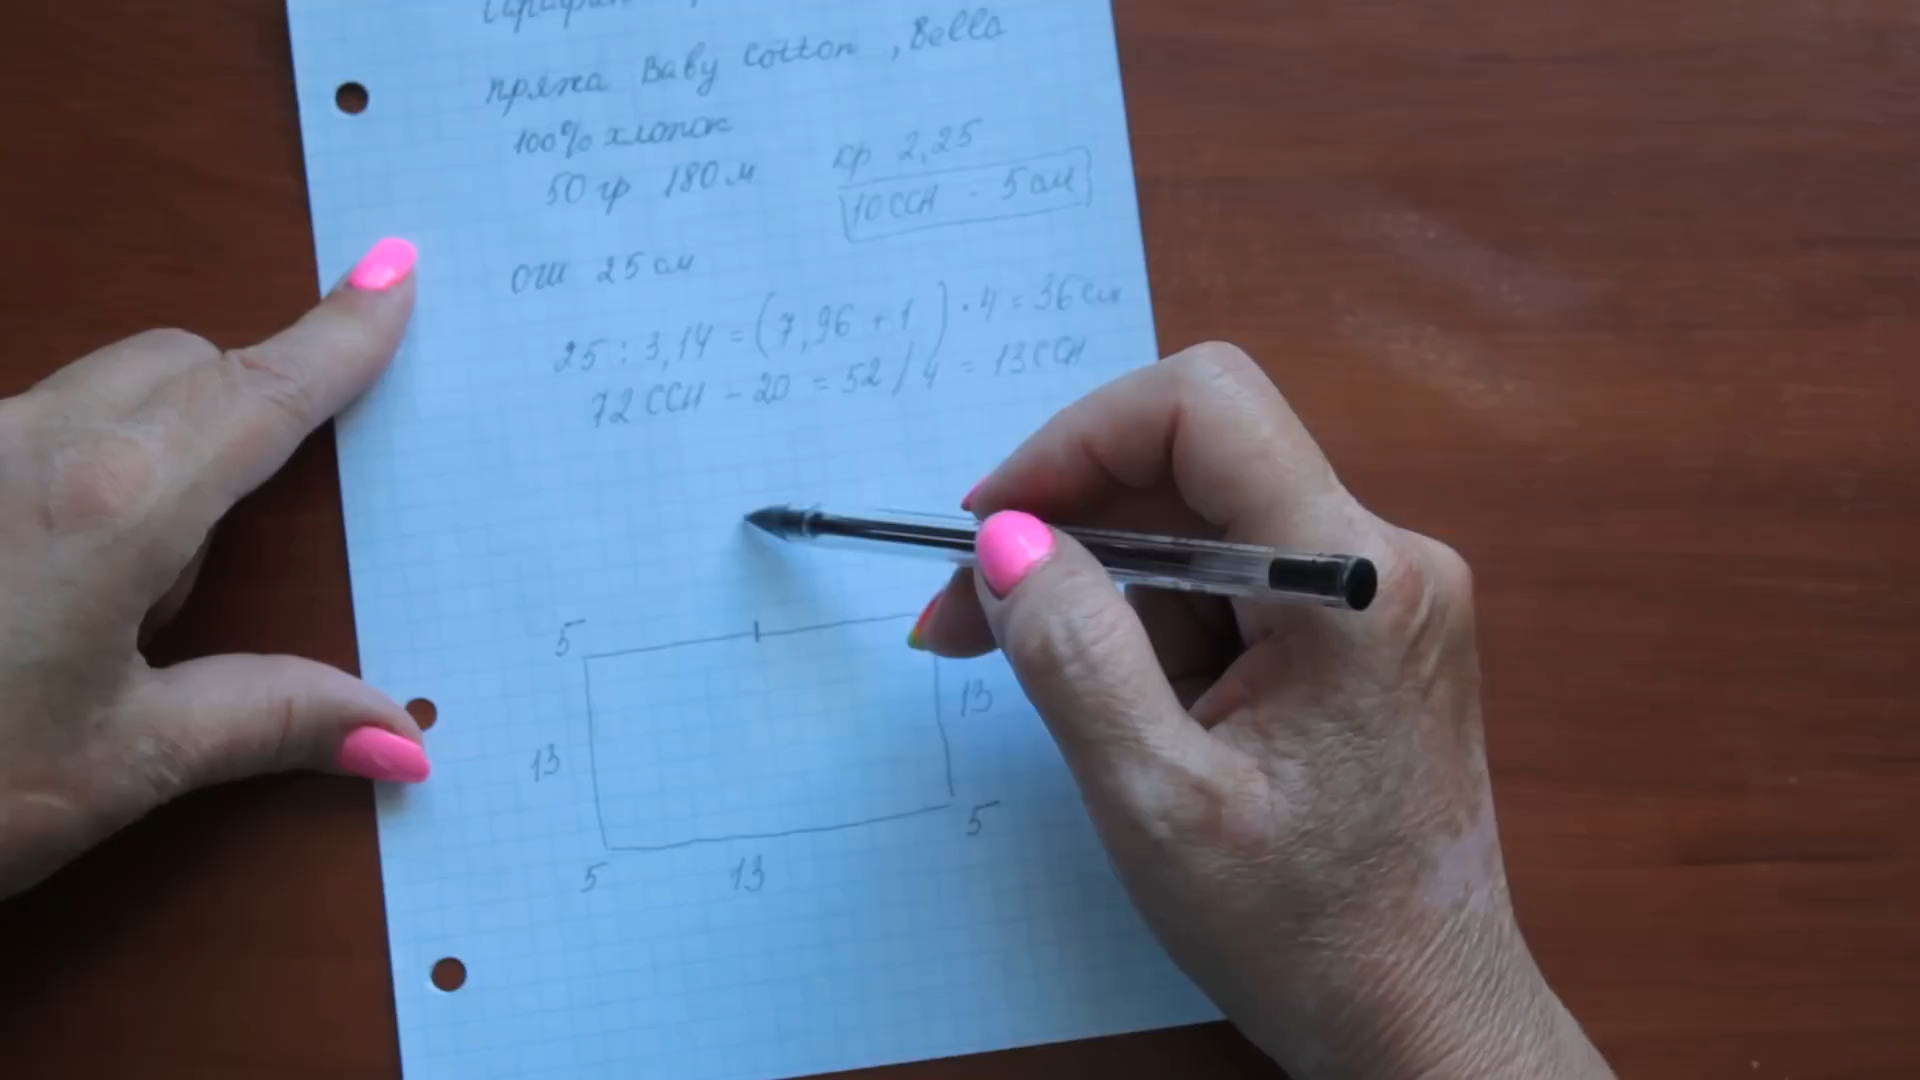 пряжа Baby Cotton, Bella
100% хлопок
50 гр 180 м
кр 2,25
10 ССН - 5 см
ОШ 25 см
25 : 3,14 = (7,96 + 1) · 4 = 36 см
72 ССН - 20 = 52 / 4 = 13 ССН
5
13
13
5
5
13